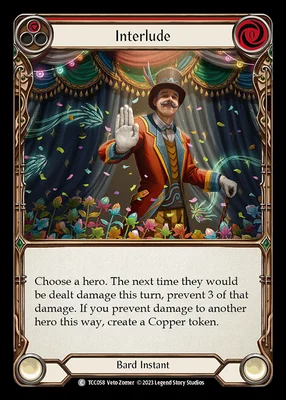 Interlude
Choose a hero. The next time they would
be dealt damage this turn, prevent 3 of that
damage. If you prevent damage to another
hero this way, create a Copper token.
Bard Instant
C TCC058 Veto Zomer © 2023 Legend Story Studios